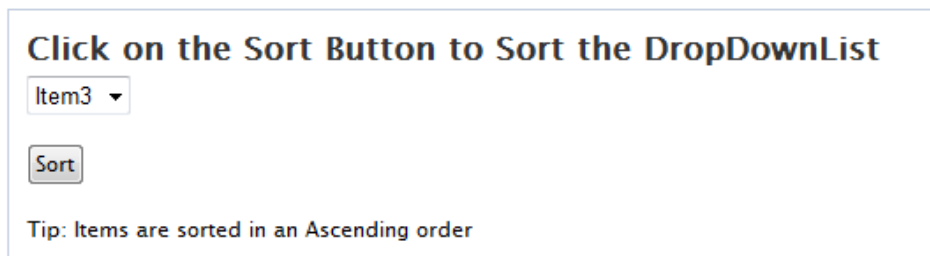 Click on the Sort Button to Sort the DropDownList
Item3
Sort
Tip: Items are sorted in an Ascending order